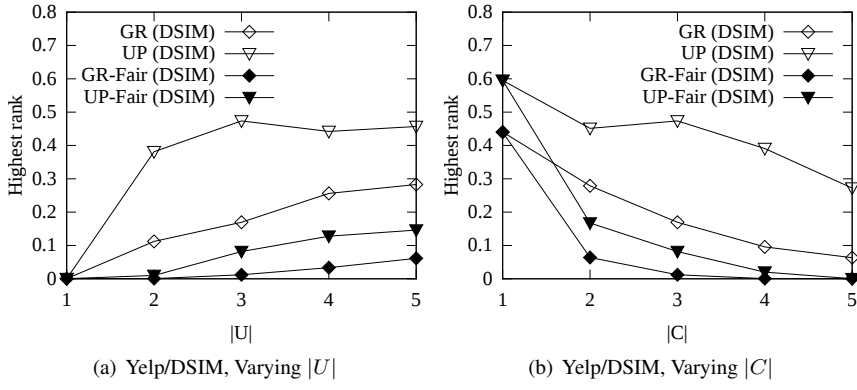 0.8
0.7
0.6
0.5
0.4
0.3
0.2
0.1
0
Highest rank
GR (DSIM)
UP (DSIM)
GR-Fair (DSIM)
UP-Fair (DSIM)
1 2 3 4 5
|U|
(a) Yelp/DSIM, Varying |U|
0.8
0.7
0.6
0.5
0.4
0.3
0.2
0.1
0
Highest rank
GR (DSIM)
UP (DSIM)
GR-Fair (DSIM)
UP-Fair (DSIM)
1 2 3 4 5
|C|
(b) Yelp/DSIM, Varying |C|